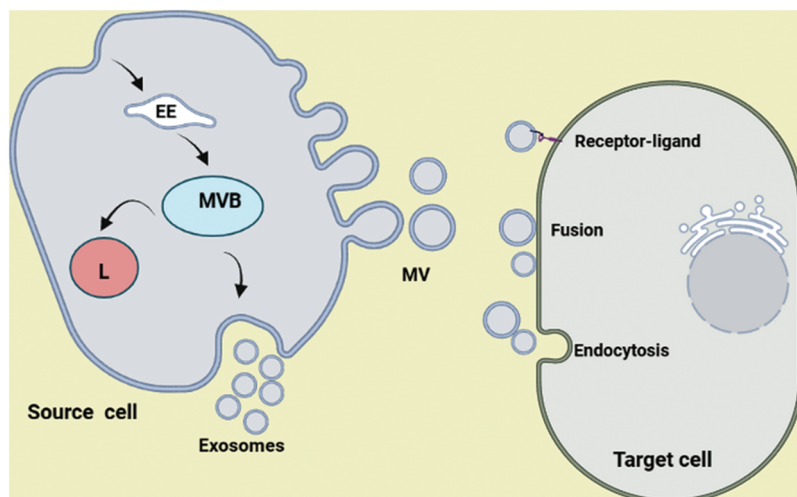 EE
MVB
L
MV
Source cell
Exosomes
Receptor-ligand
Fusion
Endocytosis
Target cell